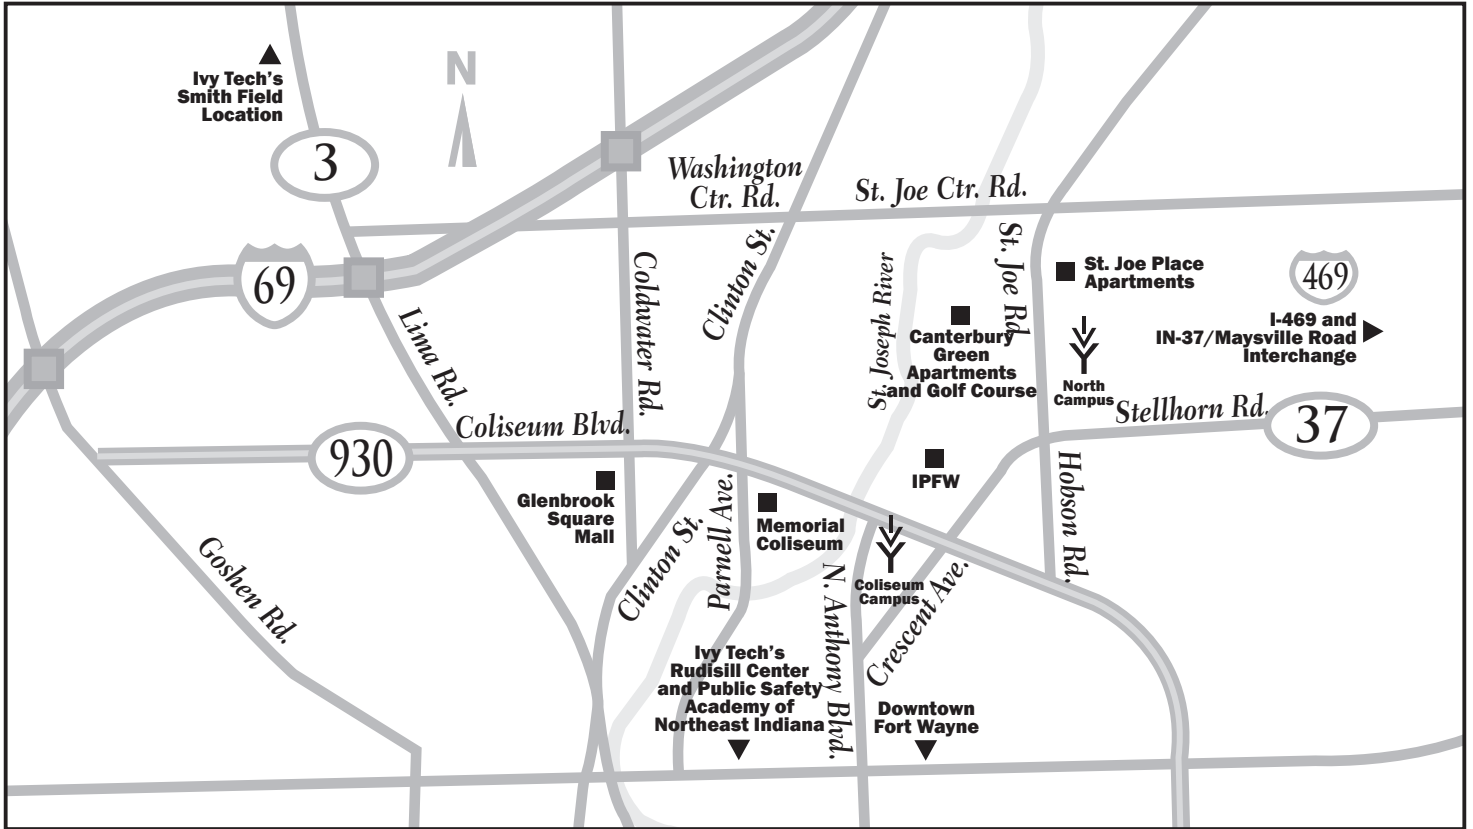 Ivy Tech's
Smith Field
Location
N
3
Washington
Ctr. Rd.
St. Joe Ctr. Rd.
69
Lima Rd.
Coldwater Rd.
Clinton St.
St. Joseph River
St. Joe Rd.
St. Joe Place
Apartments
469
I-469 and
IN-37/Maysville Road
Interchange
Canterbury
Green
Apartments
and Golf Course
North
Campus
Stellhorn Rd.
37
Coliseum Blvd.
930
Glenbrook
Square
Mall
IPFW
Memorial
Coliseum
Hobson Rd.
Goshen Rd.
Clinton St.
Parnell Ave.
N. Anthony Blvd.
Coliseum
Campus
Crescent Ave.
Ivy Tech's
Rudisill Center
and Public Safety
Academy of
Northeast Indiana
Downtown
Fort Wayne